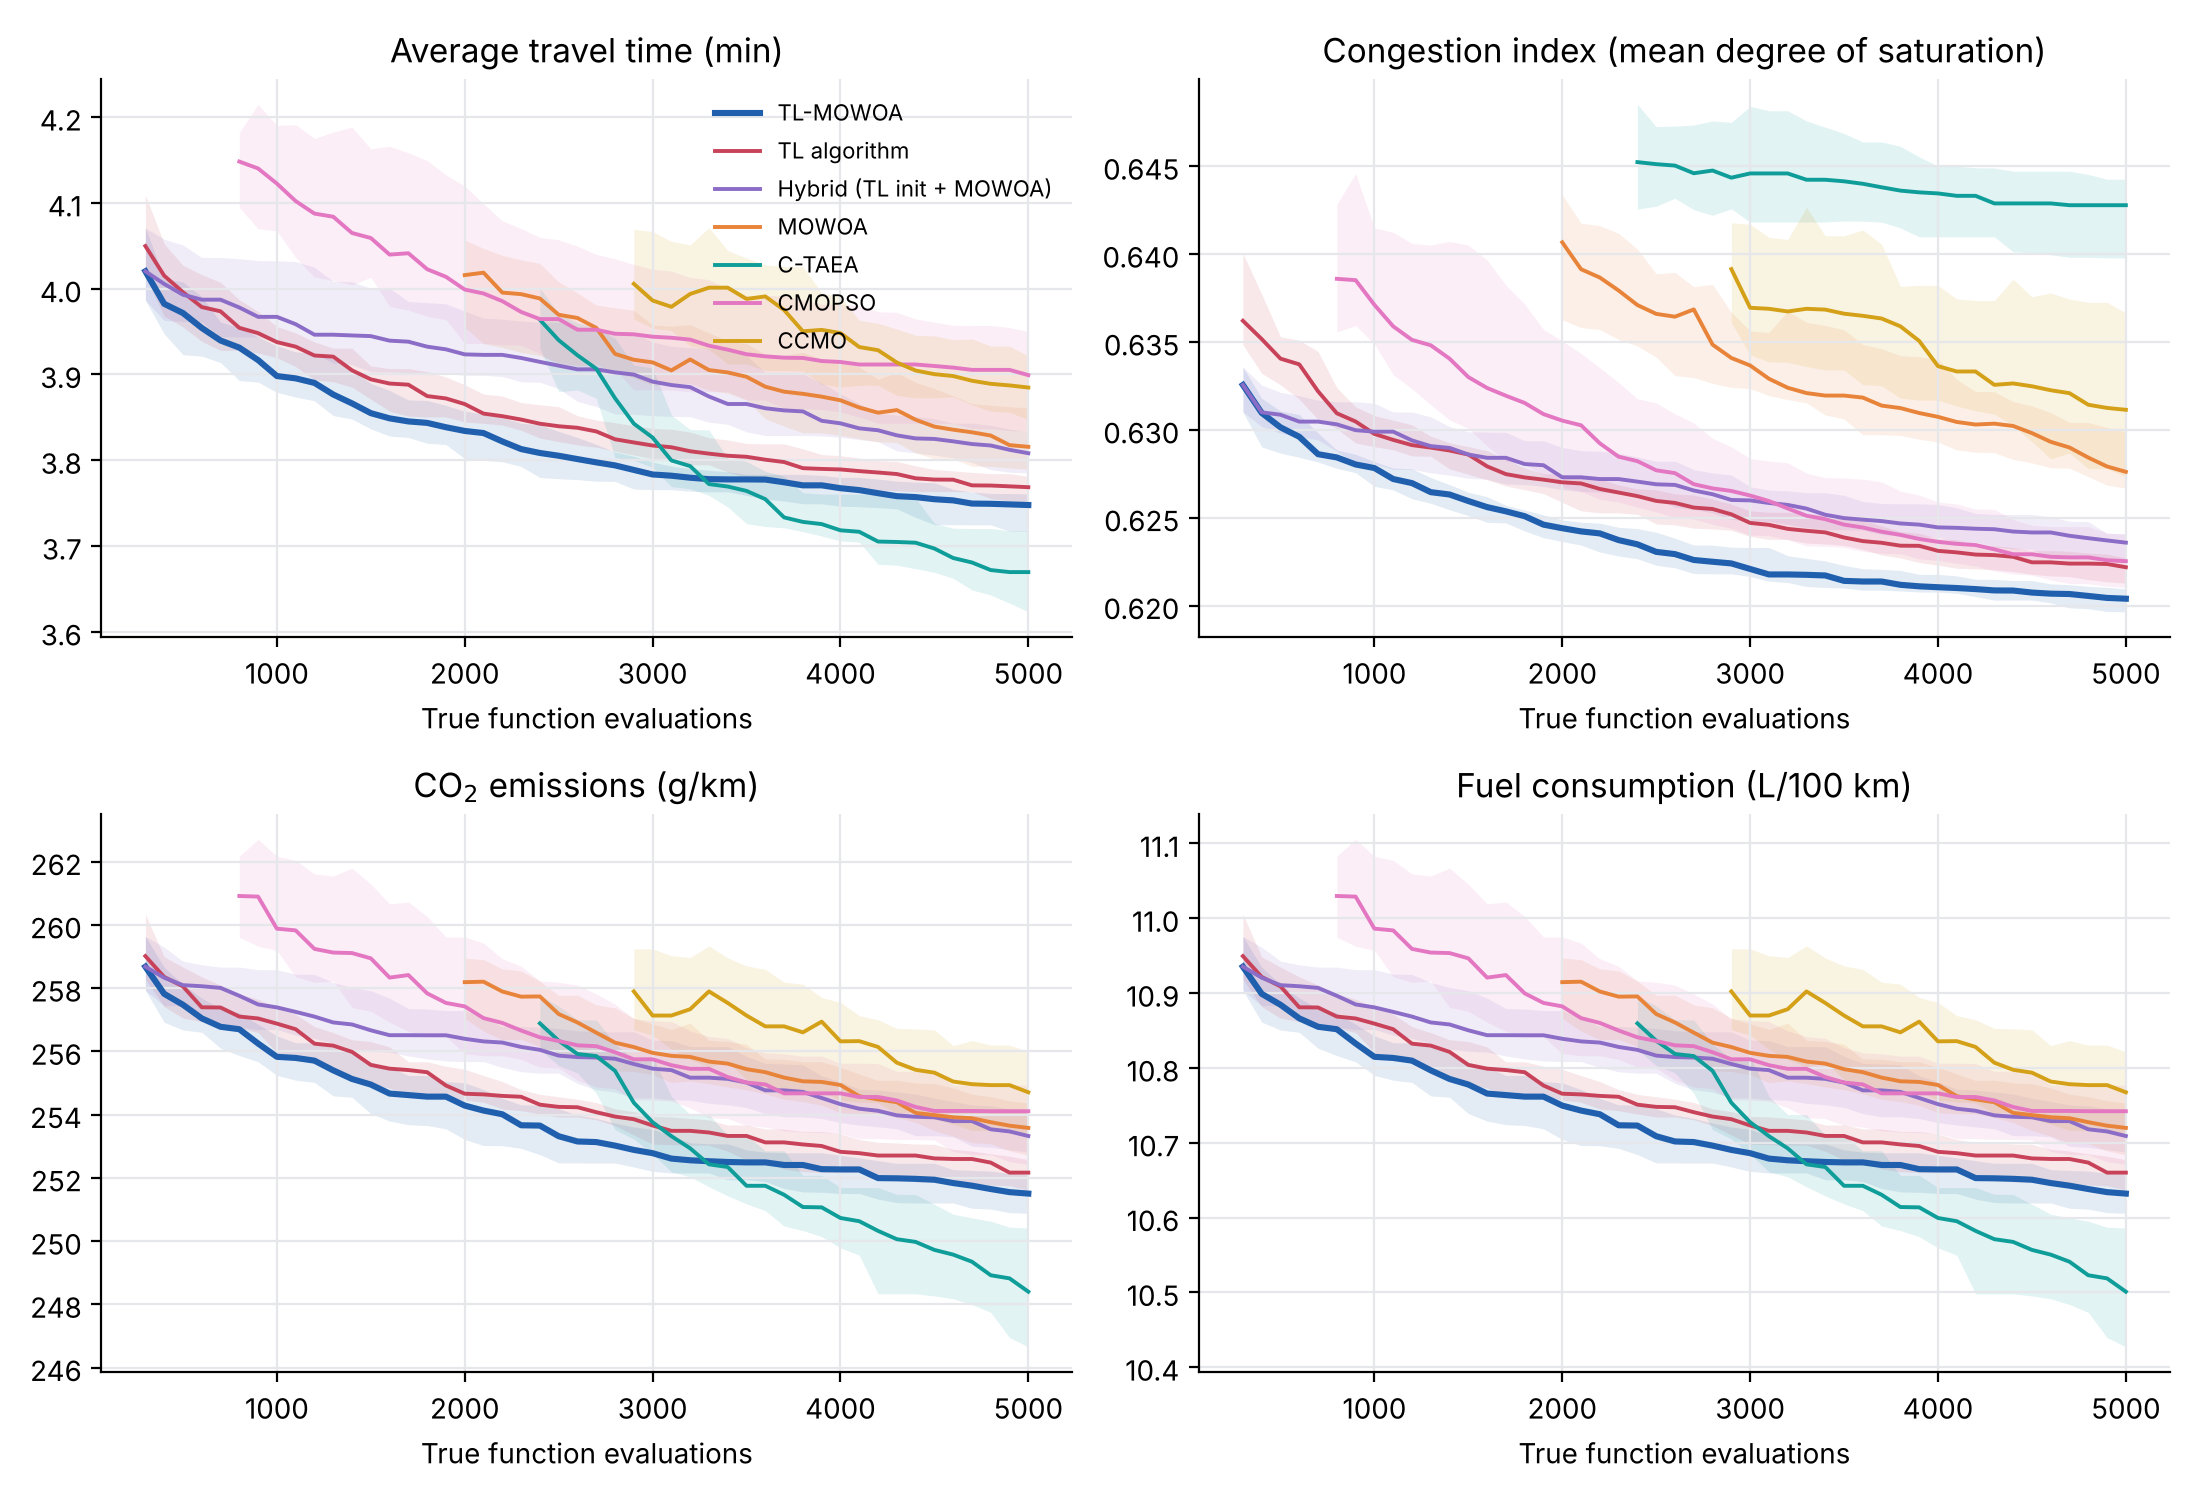 Average travel time (min)
4.2
4.1
4.0
3.9
3.8
3.7
3.6
TL-MOWOA
TL algorithm
Hybrid (TL init + MOWOA)
MOWOA
C-TAEA
CMOPSO
CCMO
1000 2000 3000 4000 5000
True function evaluations
Congestion index (mean degree of saturation)
0.645
0.640
0.635
0.630
0.625
0.620
1000 2000 3000 4000 5000
True function evaluations
CO₂ emissions (g/km)
262
260
258
256
254
252
250
248
246
1000 2000 3000 4000 5000
True function evaluations
Fuel consumption (L/100 km)
11.1
11.0
10.9
10.8
10.7
10.6
10.5
10.4
1000 2000 3000 4000 5000
True function evaluations